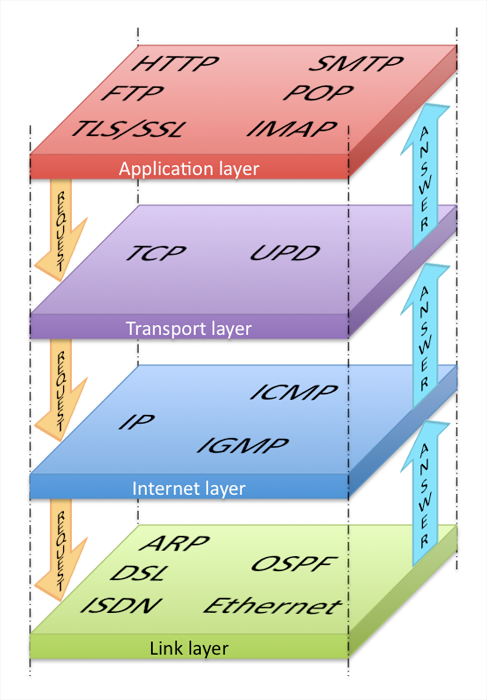 HTTP SMTP
FTP POP
TLS/SSL IMAP
Application layer
REQUEST
ANSWER
TCP UPD
Transport layer
REQUEST
ANSWER
ICMP
IP
IGMP
Internet layer
REQUEST
ANSWER
ARP
OSPF
DSL
ISDN Ethernet
Link layer